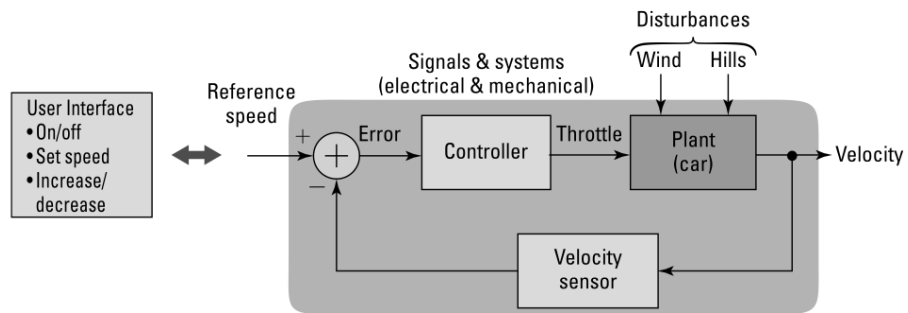 Disturbances
Wind Hills
Signals & systems
(electrical & mechanical)
User Interface
• On/off
• Set speed
• Increase/
decrease
Reference
speed
+
+
−
Error
Controller
Throttle
Plant
(car)
Velocity
Velocity
sensor